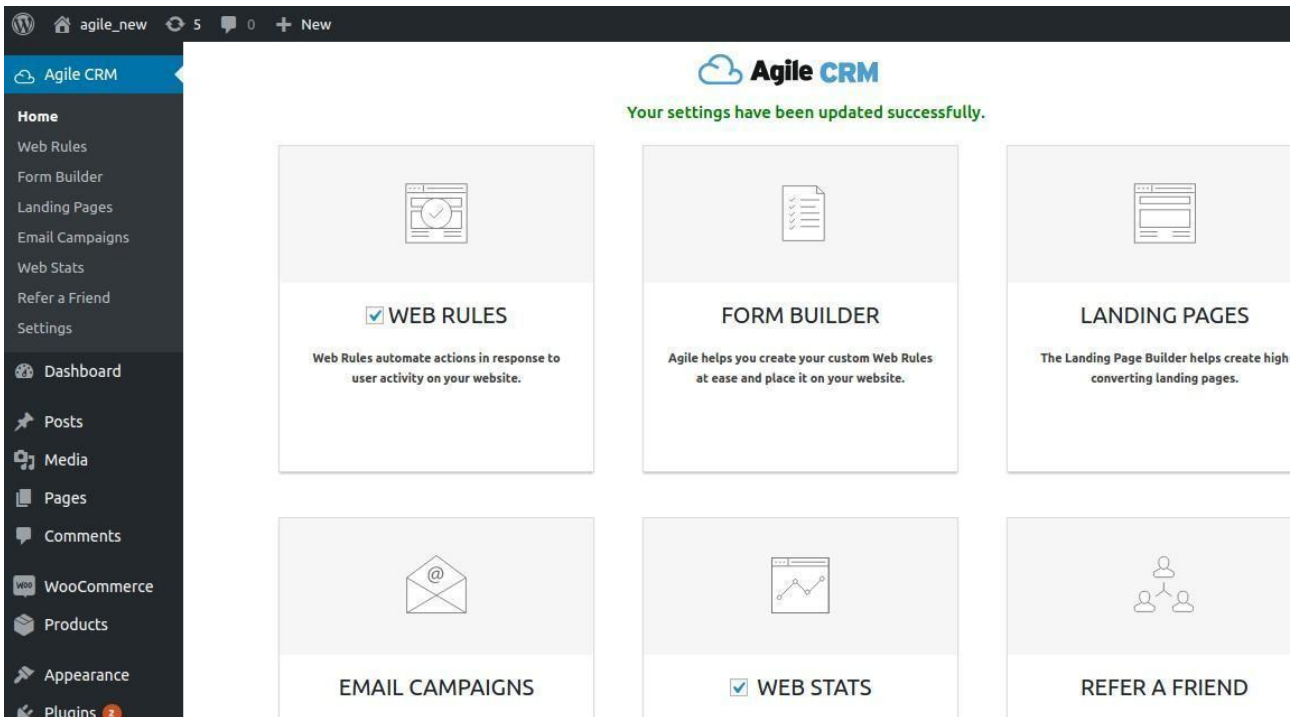 agile_new 5 0 + New
Agile CRM
Home
Web Rules
Form Builder
Landing Pages
Email Campaigns
Web Stats
Refer a Friend
Settings
Dashboard
Posts
Media
Pages
Comments
WOO WooCommerce
Products
Appearance
Plugins 2
Agile CRM
Your settings have been updated successfully.
WEB RULES
Web Rules automate actions in response to
user activity on your website.
FORM BUILDER
Agile helps you create your custom Web Rules
at ease and place it on your website.
LANDING PAGES
The Landing Page Builder helps create high
converting landing pages.
@
EMAIL CAMPAIGNS
WEB STATS
REFER A FRIEND